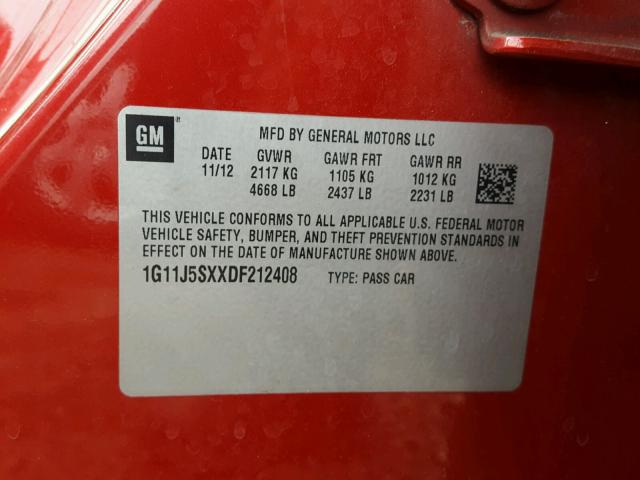 GM
MFD BY GENERAL MOTORS LLC
DATE GVWR GAWR FRT GAWR RR
11/12 2117 KG 1105 KG 1012 KG
4668 LB 2437 LB 2231 LB
THIS VEHICLE CONFORMS TO ALL APPLICABLE U.S. FEDERAL MOTOR
VEHICLE SAFETY, BUMPER, AND THEFT PREVENTION STANDARDS IN
EFFECT ON THE DATE OF MANUFACTURE SHOWN ABOVE.
1G11J5SXXDF212408 TYPE: PASS CAR